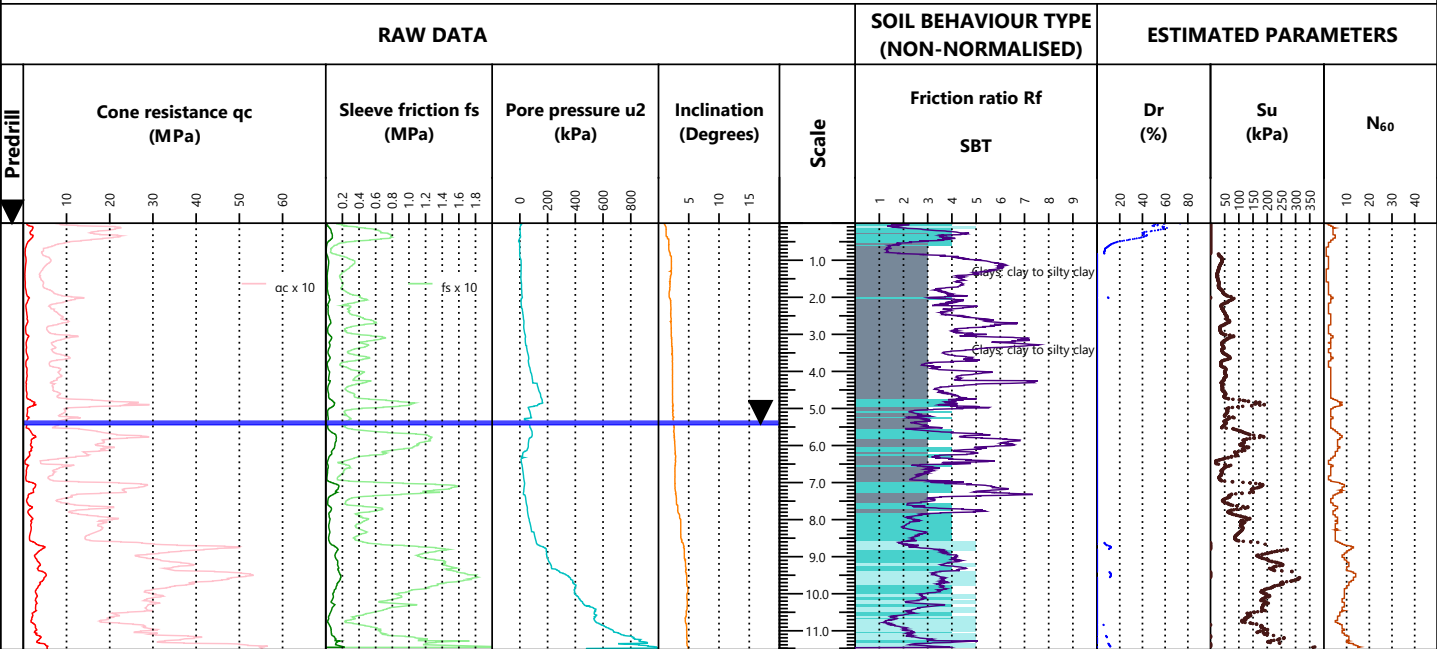 RAW DATA
SOIL BEHAVIOUR TYPE
(NON-NORMALISED)
ESTIMATED PARAMETERS
Predrill
Cone resistance qc
(MPa)
Sleeve friction fs
(MPa)
Pore pressure u2
(kPa)
Inclination
(Degrees)
Scale
Friction ratio Rf
SBT
Dr
(%)
Su
(kPa)
N60
10 20 30 40 50 60
0.2 0.4 0.6 0.8 1.0 1.2 1.4 1.6 1.8
0 200 400 600 800
5 10 15
1 2 3 4 5 6 7 8 9
20 40 60 80
50 100 150 200 250 300 350
10 20 30 40
qc x 10
fs x 10
1.0
Clays: clay to silty clay
2.0
3.0
Clays: clay to silty clay
4.0
5.0
6.0
7.0
8.0
9.0
10.0
11.0